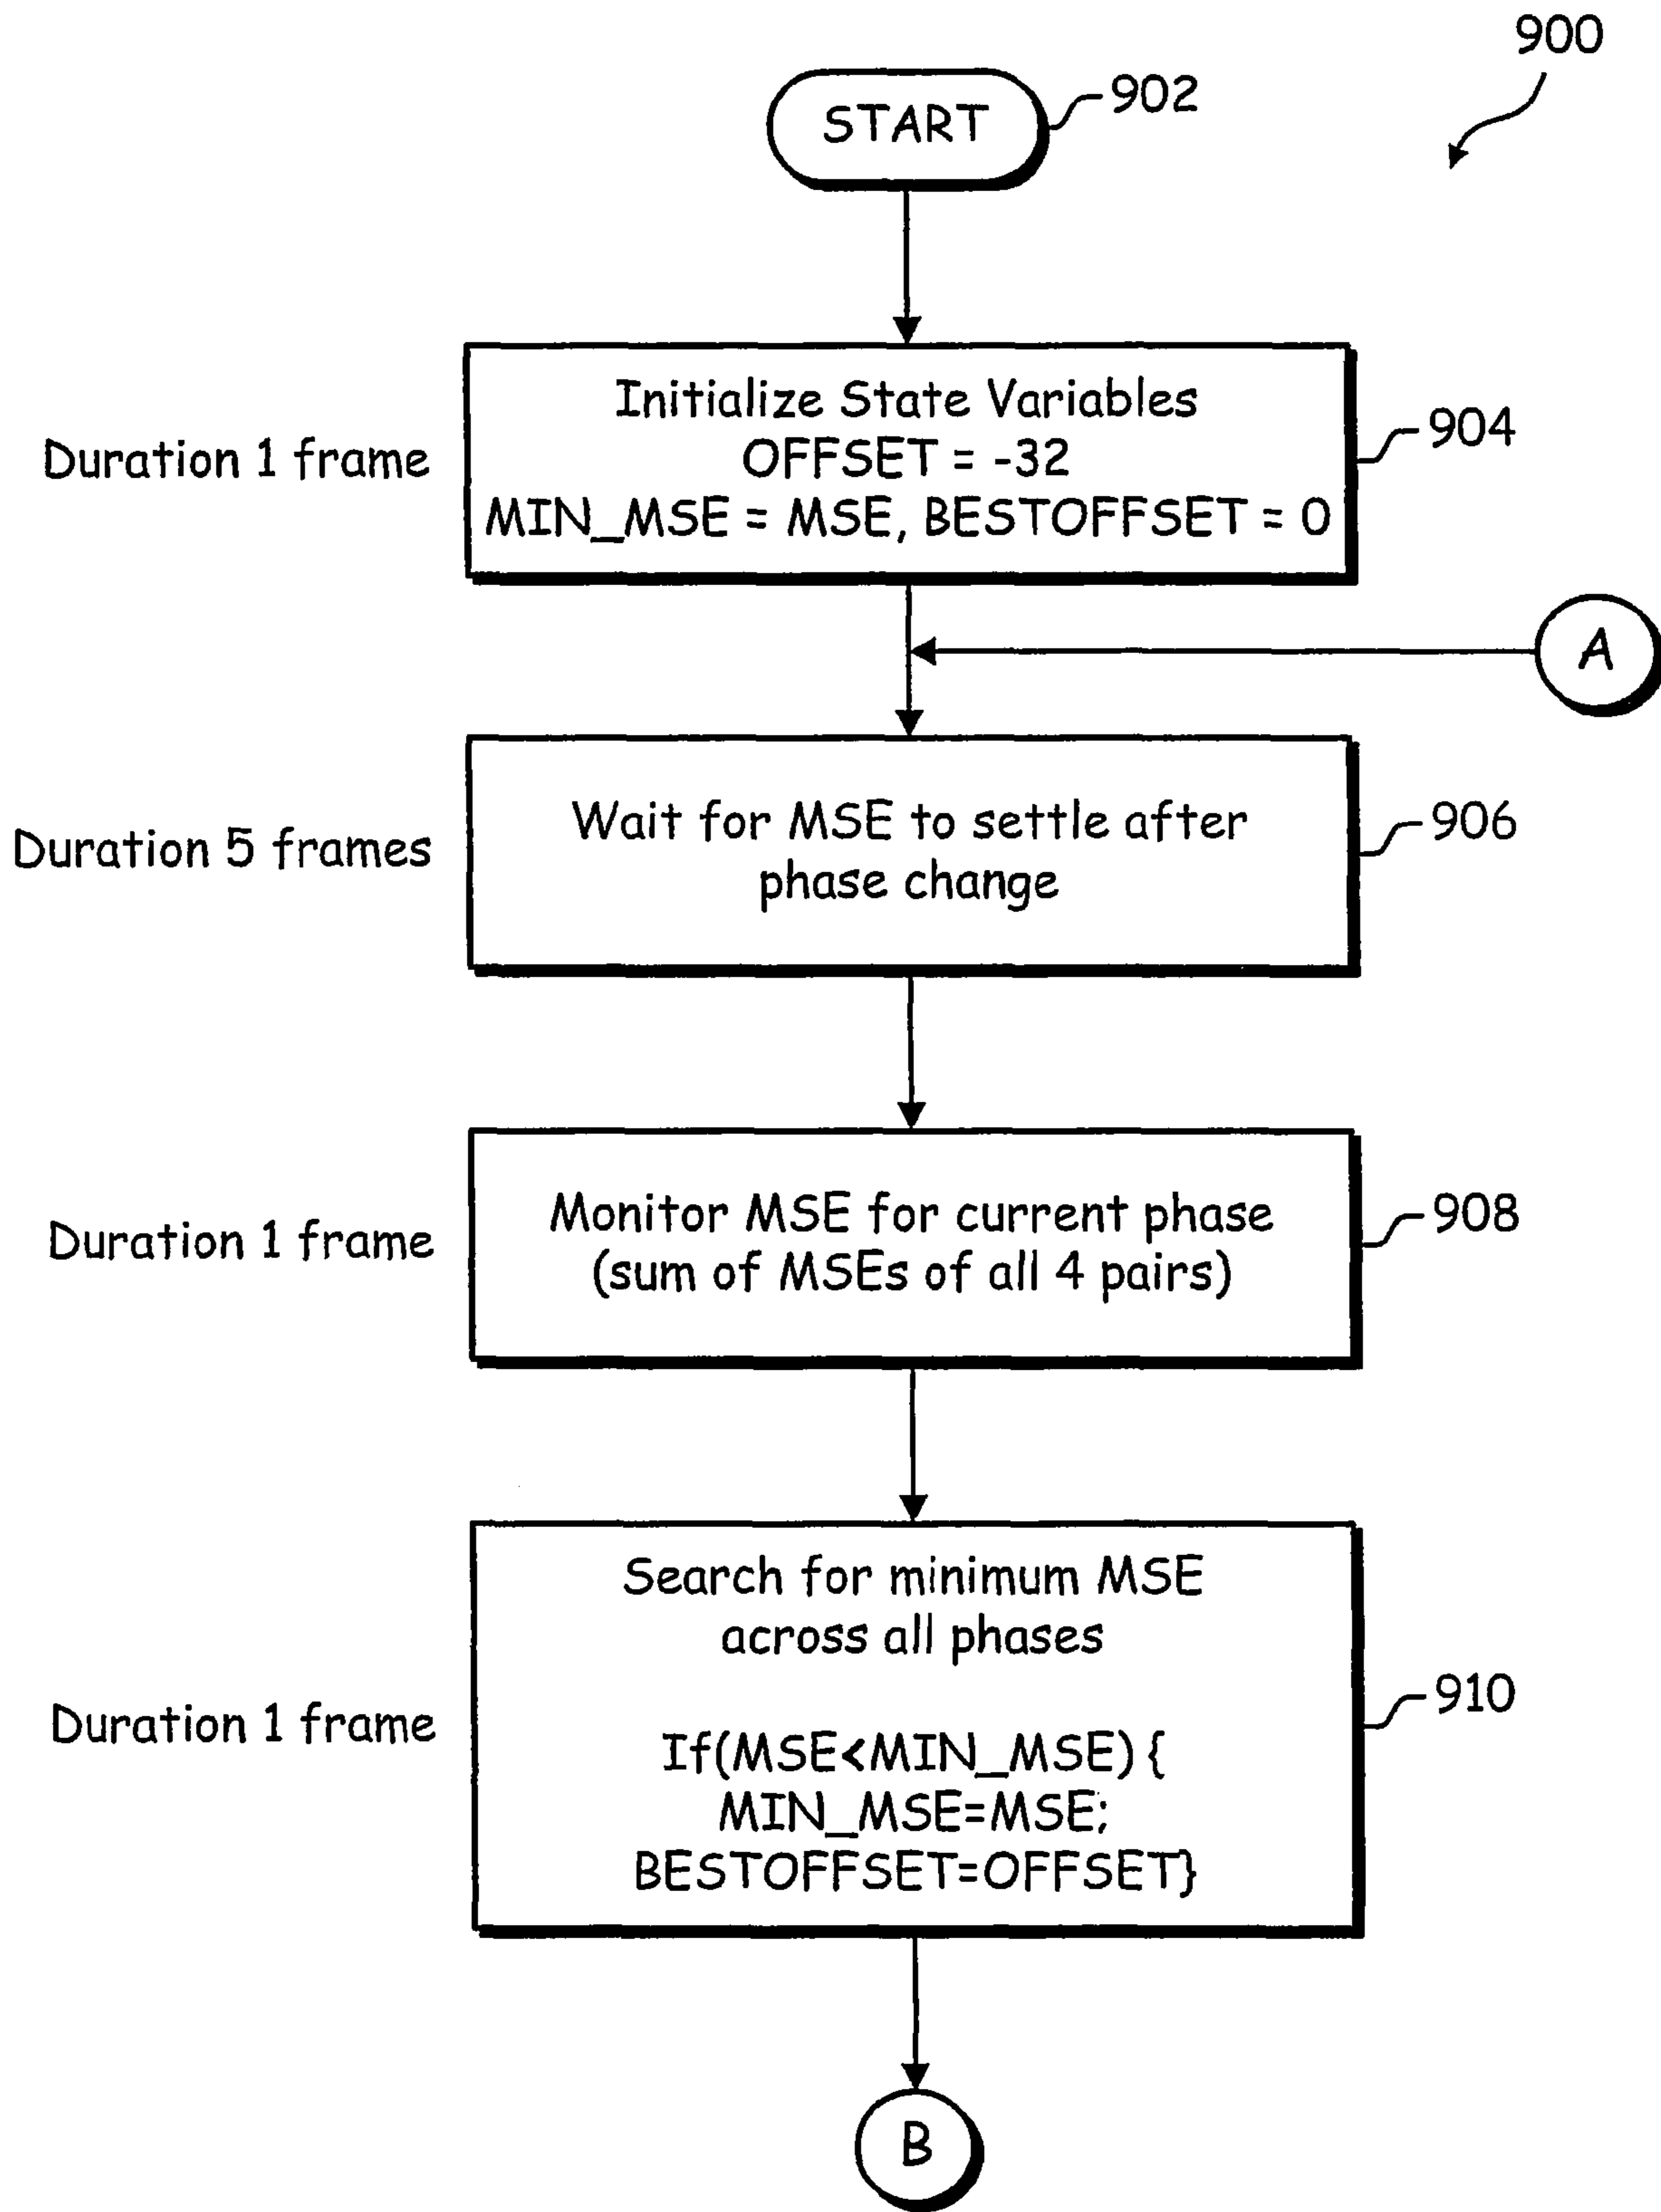 900
START
902
Duration 1 frame
Initialize State Variables
OFFSET = -32
MIN_MSE = MSE, BESTOFFSET = 0
904
A
Duration 5 frames
Wait for MSE to settle after
phase change
906
Duration 1 frame
Monitor MSE for current phase
(sum of MSEs of all 4 pairs)
908
Duration 1 frame
Search for minimum MSE
across all phases
If(MSE<MIN_MSE) {
MIN_MSE=MSE;
BESTOFFSET=OFFSET}
910
B